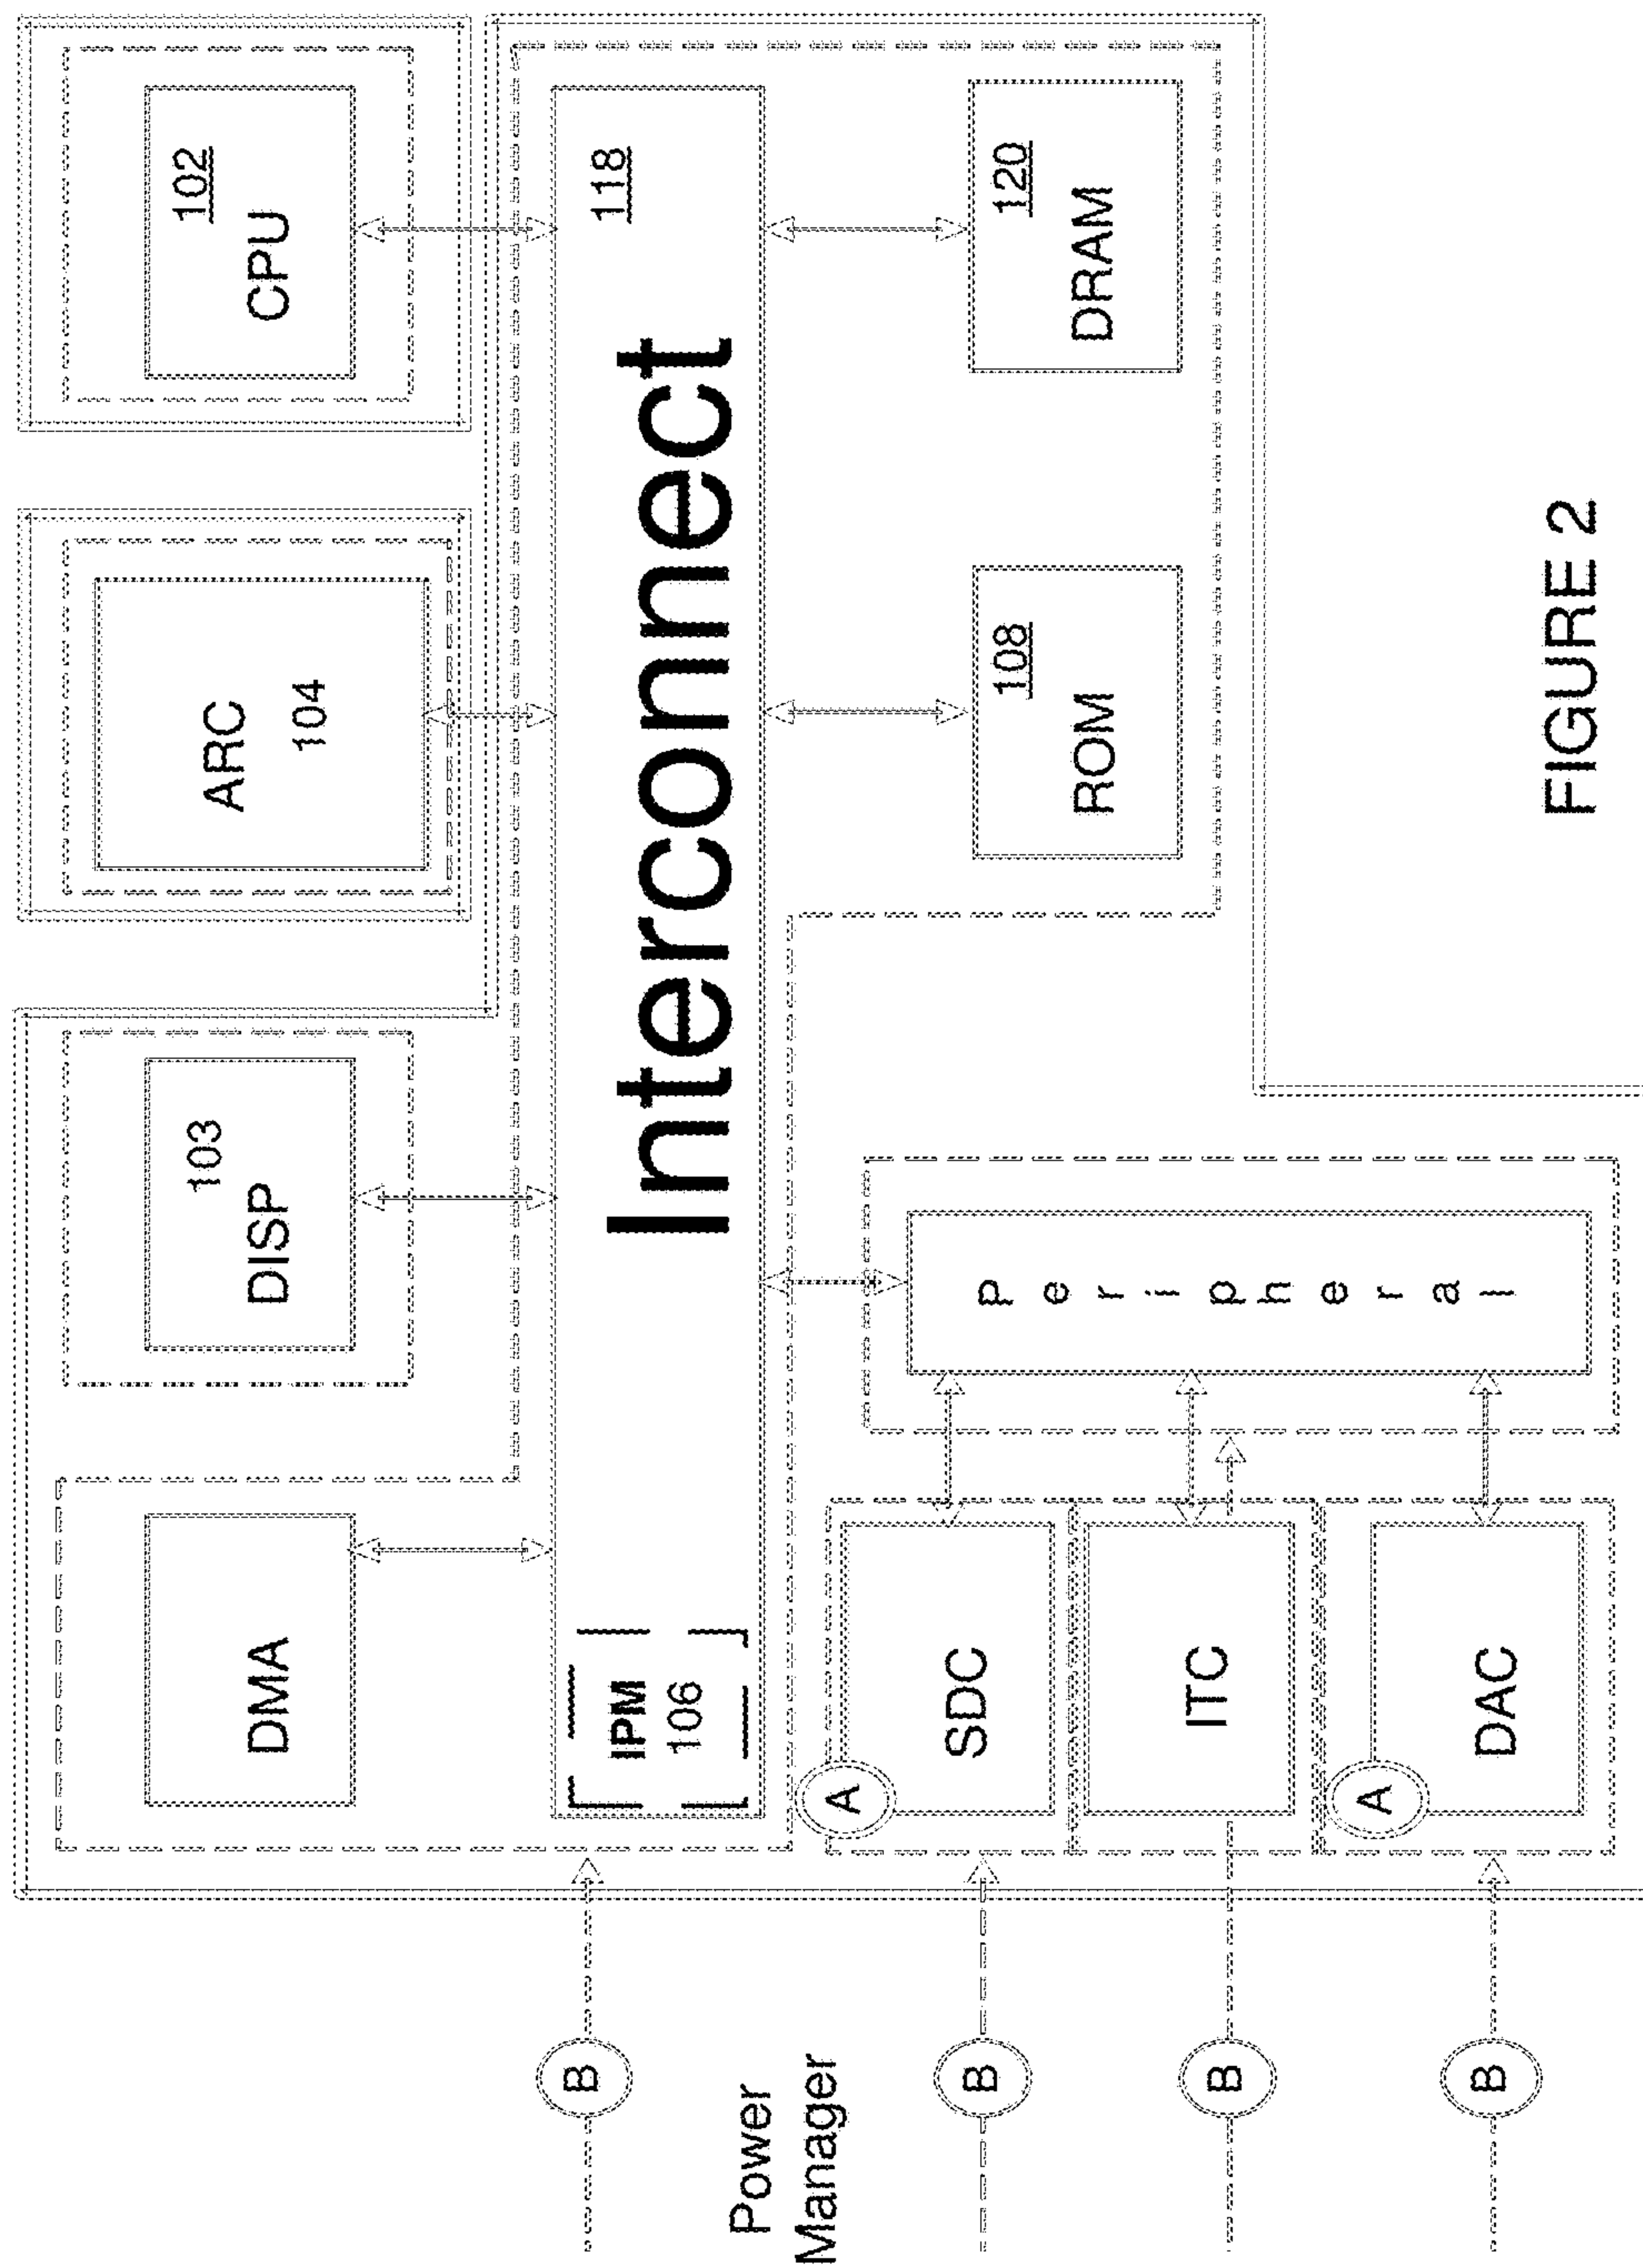 DMA
DISP
103
ARC
104
CPU
102
IPM
106
Interconnect
118
Power
Manager
B
B
B
B
A
SDC
ITC
A
DAC
Peripheral
ROM
108
DRAM
120
FIGURE 2